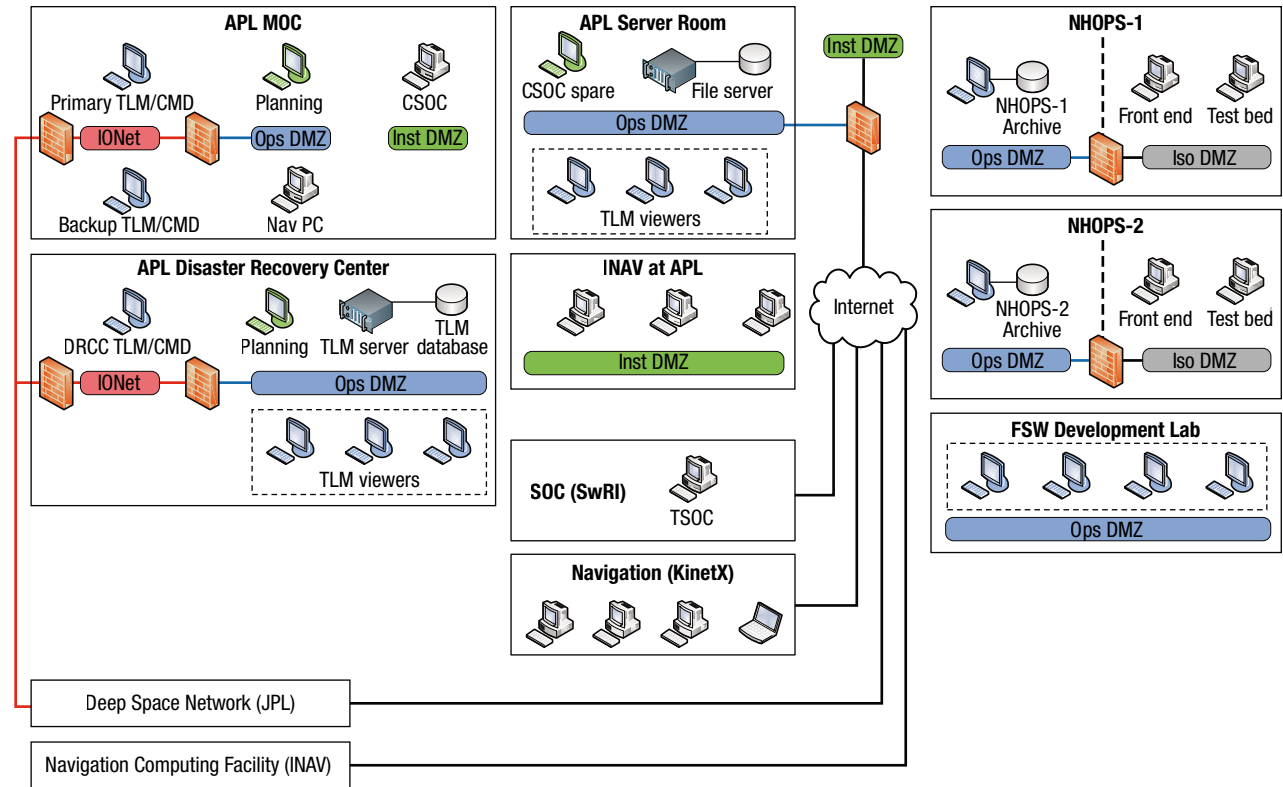 APL MOC
Primary TLM/CMD
Planning
CSOC
IONet
Ops DMZ
Inst DMZ
Backup TLM/CMD
Nav PC
APL Server Room
CSOC spare
File server
Ops DMZ
TLM viewers
Inst DMZ
NHOPS-1
NHOPS-1
Archive
Front end
Test bed
Ops DMZ
Iso DMZ
APL Disaster Recovery Center
DRCC TLM/CMD
Planning
TLM server
TLM
database
IONet
Ops DMZ
TLM viewers
INAV at APL
Inst DMZ
Internet
NHOPS-2
NHOPS-2
Archive
Front end
Test bed
Ops DMZ
Iso DMZ
SOC (SwRI)
TSOC
FSW Development Lab
Ops DMZ
Navigation (KinetX)
Deep Space Network (JPL)
Navigation Computing Facility (INAV)